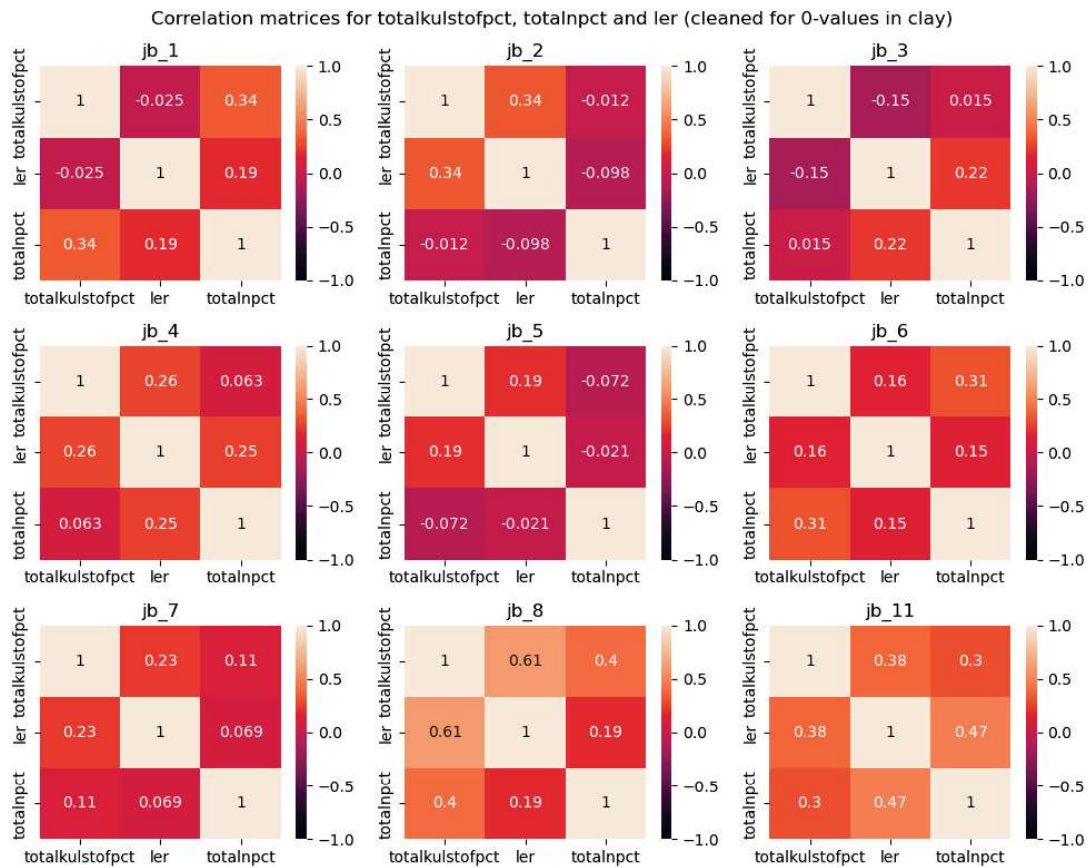 Correlation matrices for totalkulstofpct, totalnpct and ler (cleaned for 0-values in clay)
jb_1
totalkulstofpct
ler
totalnpct
1 -0.025 0.34
-0.025 1 0.19
0.34 0.19 1
totalkulstofpct ler totalnpct
1.0
0.5
0.0
−0.5
−1.0
jb_2
totalkulstofpct
ler
totalnpct
1 0.34 -0.012
0.34 1 -0.098
-0.012 -0.098 1
totalkulstofpct ler totalnpct
1.0
0.5
0.0
−0.5
−1.0
jb_3
totalkulstofpct
ler
totalnpct
1 -0.15 0.015
-0.15 1 0.22
0.015 0.22 1
totalkulstofpct ler totalnpct
1.0
0.5
0.0
−0.5
−1.0
jb_4
totalkulstofpct
ler
totalnpct
1 0.26 0.063
0.26 1 0.25
0.063 0.25 1
totalkulstofpct ler totalnpct
1.0
0.5
0.0
−0.5
−1.0
jb_5
totalkulstofpct
ler
totalnpct
1 0.19 -0.072
0.19 1 -0.021
-0.072 -0.021 1
totalkulstofpct ler totalnpct
1.0
0.5
0.0
−0.5
−1.0
jb_6
totalkulstofpct
ler
totalnpct
1 0.16 0.31
0.16 1 0.15
0.31 0.15 1
totalkulstofpct ler totalnpct
1.0
0.5
0.0
−0.5
−1.0
jb_7
totalkulstofpct
ler
totalnpct
1 0.23 0.11
0.23 1 0.069
0.11 0.069 1
totalkulstofpct ler totalnpct
1.0
0.5
0.0
−0.5
−1.0
jb_8
totalkulstofpct
ler
totalnpct
1 0.61 0.4
0.61 1 0.19
0.4 0.19 1
totalkulstofpct ler totalnpct
1.0
0.5
0.0
−0.5
−1.0
jb_11
totalkulstofpct
ler
totalnpct
1 0.38 0.3
0.38 1 0.47
0.3 0.47 1
totalkulstofpct ler totalnpct
1.0
0.5
0.0
−0.5
−1.0